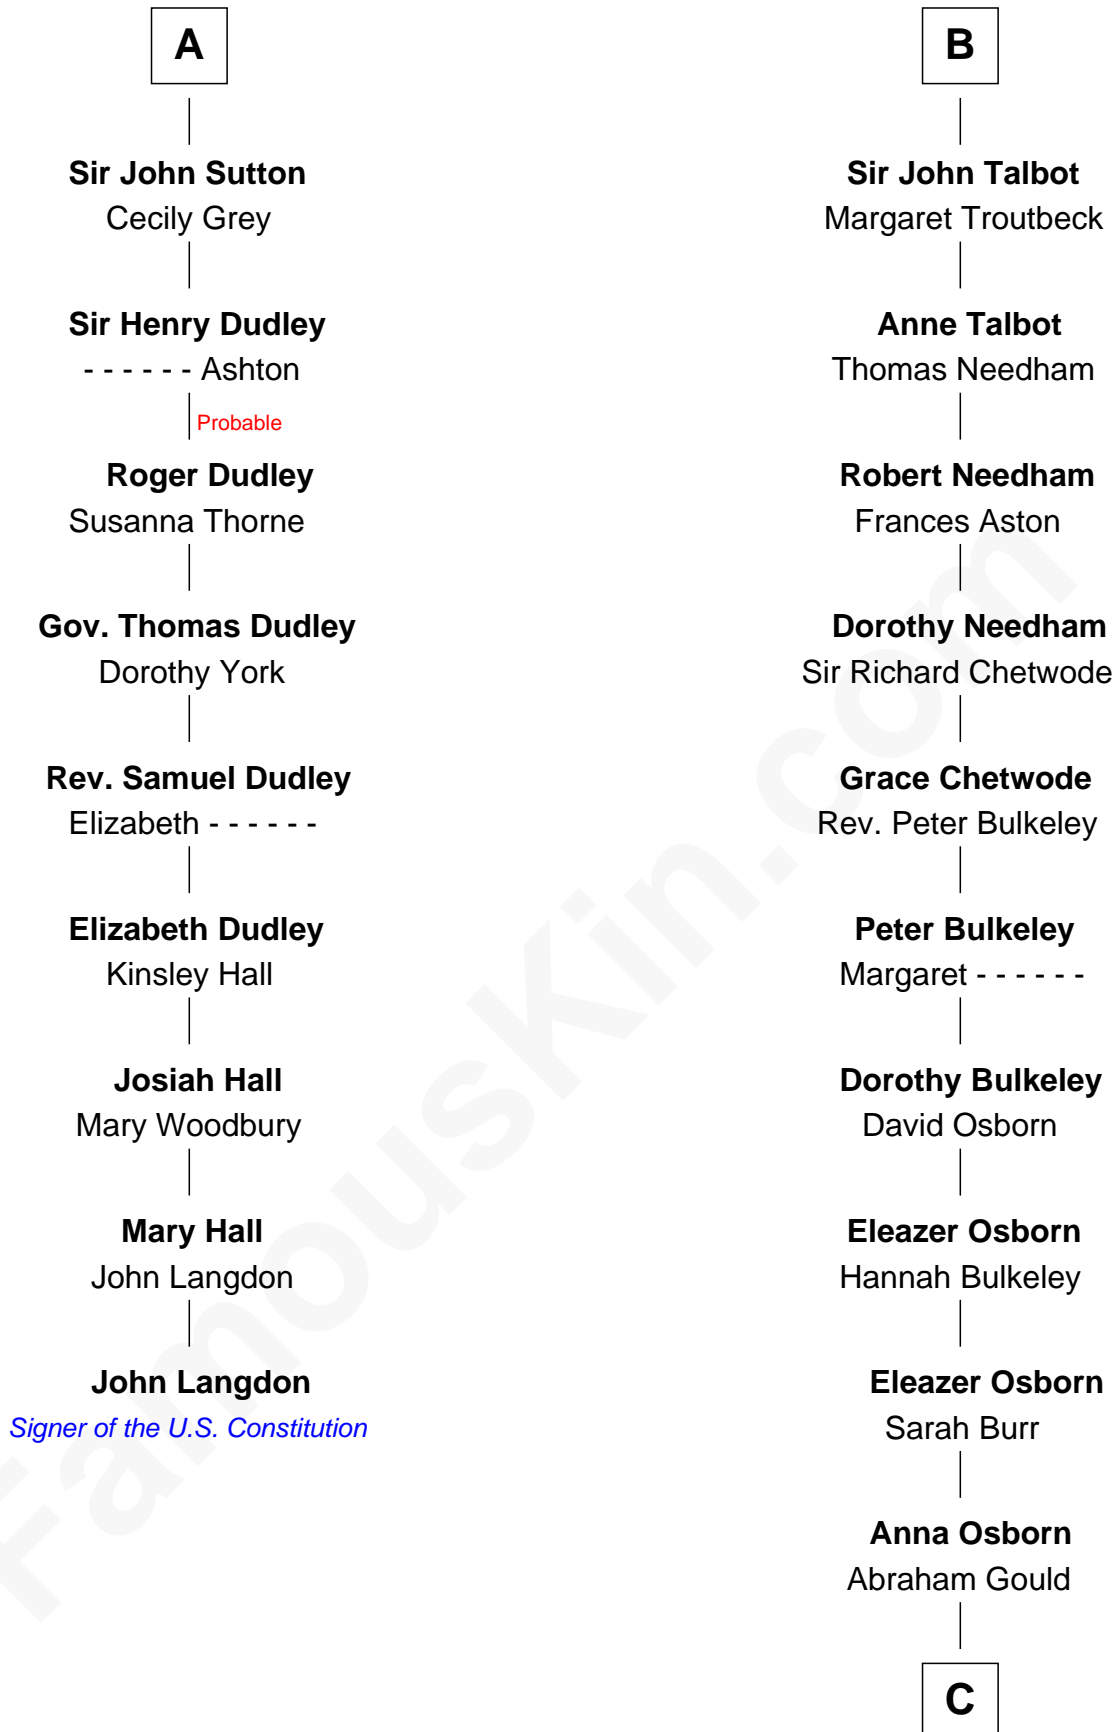 A
Sir John Sutton
Cecily Grey
Sir Henry Dudley
- - - - - - Ashton
Probable
Roger Dudley
Susanna Thorne
Gov. Thomas Dudley
Dorothy York
Rev. Samuel Dudley
Elizabeth - - - - - -
Elizabeth Dudley
Kinsley Hall
Josiah Hall
Mary Woodbury
Mary Hall
John Langdon
John Langdon
Signer of the U.S. Constitution
B
Sir John Talbot
Margaret Troutbeck
Anne Talbot
Thomas Needham
Robert Needham
Frances Aston
Dorothy Needham
Sir Richard Chetwode
Grace Chetwode
Rev. Peter Bulkeley
Peter Bulkeley
Margaret - - - - - -
Dorothy Bulkeley
David Osborn
Eleazer Osborn
Hannah Bulkeley
Eleazer Osborn
Sarah Burr
Anna Osborn
Abraham Gould
C
FamousKin.com